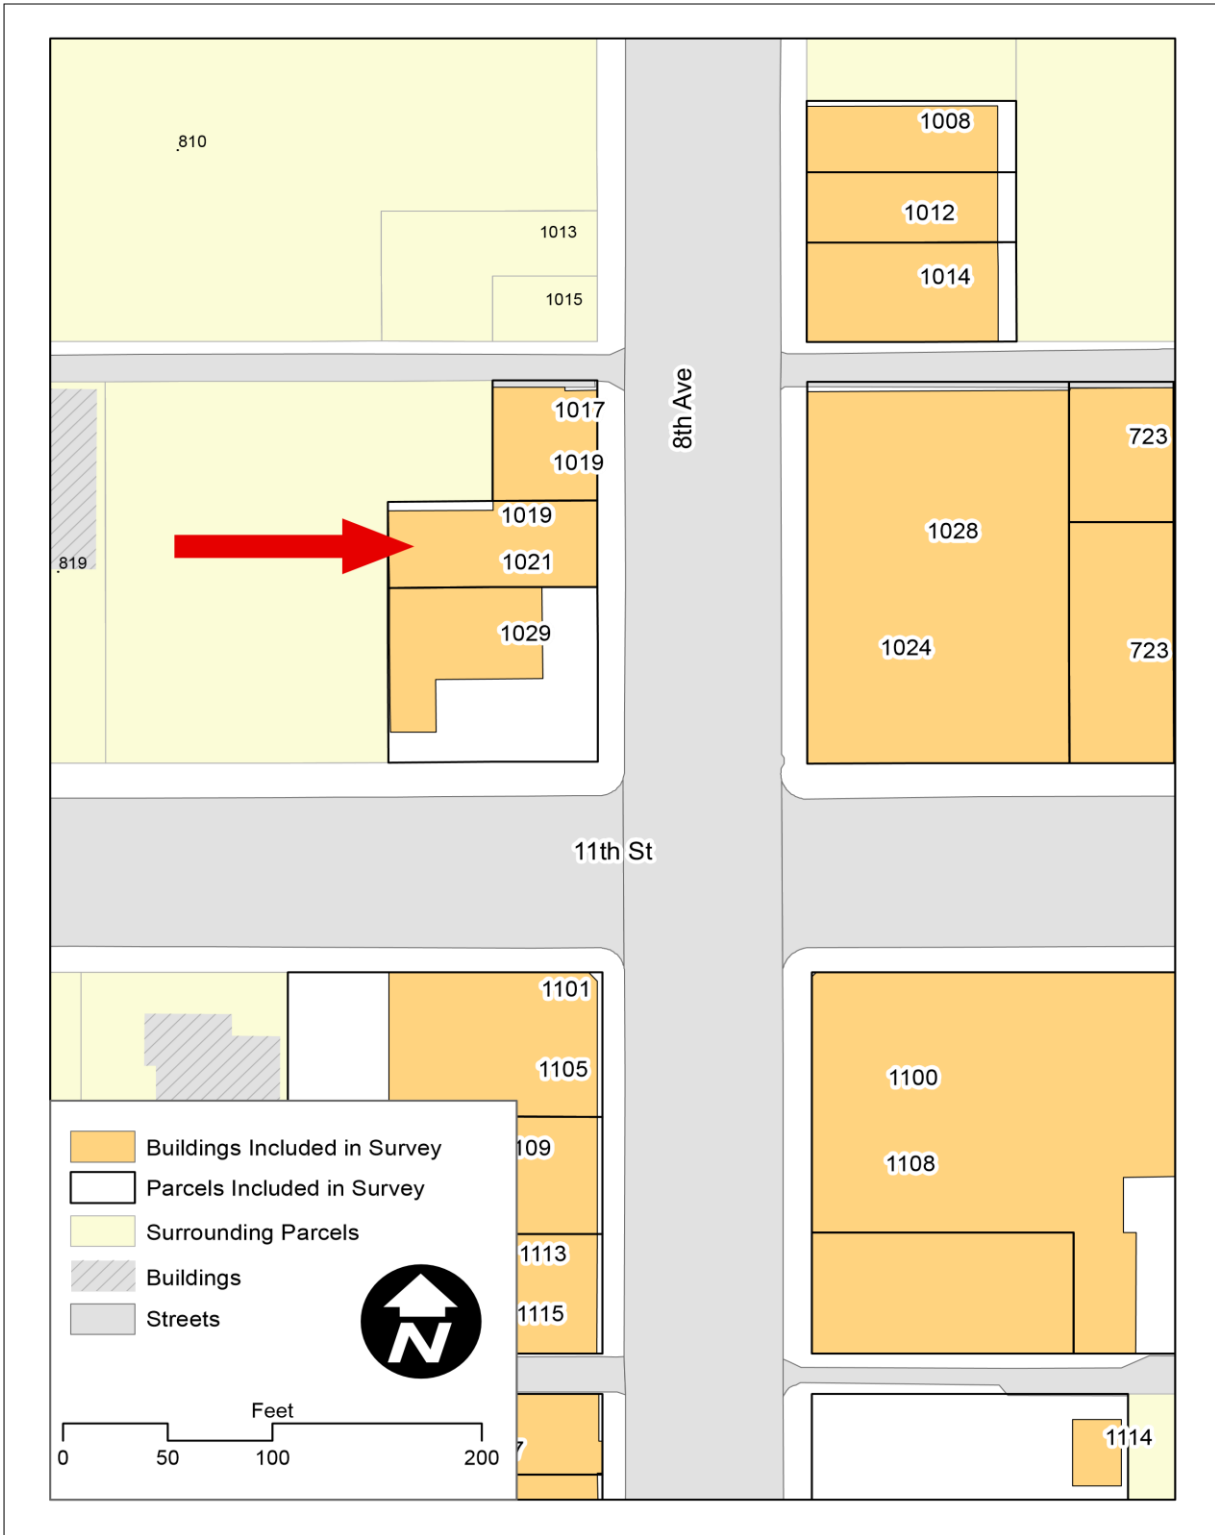 810
1008
1012
1013
1014
1015
8th Ave
1017
1019
723
1019
1028
1021
819
1029
1024
723
11th St
1101
1105
1100
109
1108
1113
1115
7
1114
Buildings Included in Survey
Parcels Included in Survey
Surrounding Parcels
Buildings
Streets
N
Feet
0 50 100 200